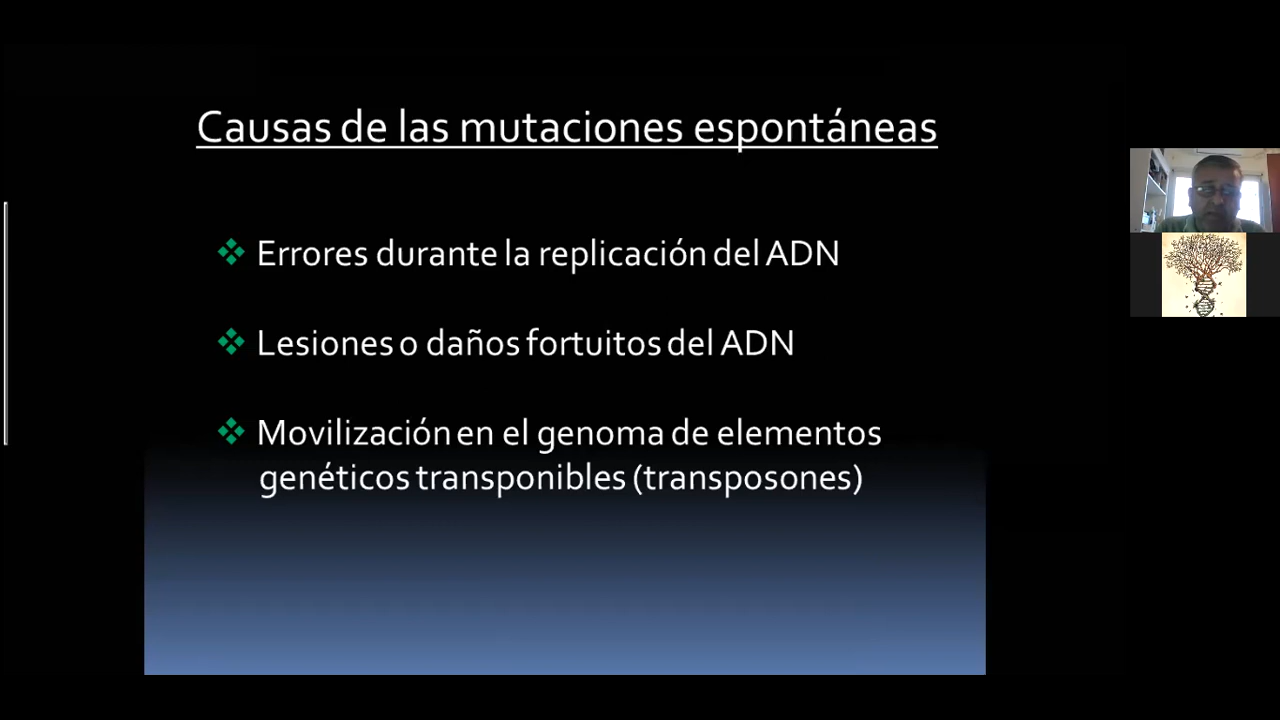 Causas de las mutaciones espontáneas
Errores durante la replicación del ADN
Lesiones o daños fortuitos del ADN
Movilización en el genoma de elementos
genéticos transponibles (transposones)